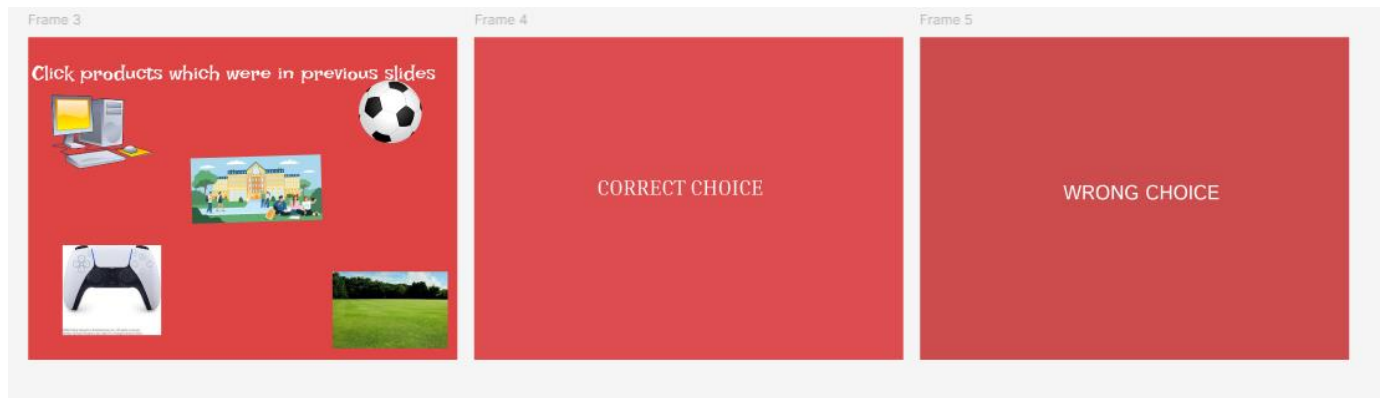 Frame 3
Frame 4
Frame 5
Click products which were in previous slides
CORRECT CHOICE
WRONG CHOICE